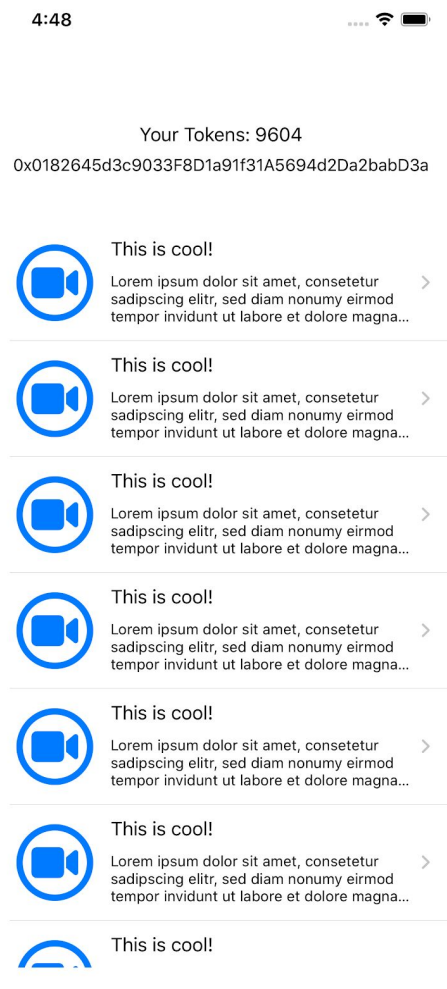 4:48
Your Tokens: 9604
0x0182645d3c9033F8D1a91f31A5694d2Da2babD3a
This is cool!
Lorem ipsum dolor sit amet, consetetur
sadipscing elitr, sed diam nonumy eirmod
tempor invidunt ut labore et dolore magna...
This is cool!
Lorem ipsum dolor sit amet, consetetur
sadipscing elitr, sed diam nonumy eirmod
tempor invidunt ut labore et dolore magna...
This is cool!
Lorem ipsum dolor sit amet, consetetur
sadipscing elitr, sed diam nonumy eirmod
tempor invidunt ut labore et dolore magna...
This is cool!
Lorem ipsum dolor sit amet, consetetur
sadipscing elitr, sed diam nonumy eirmod
tempor invidunt ut labore et dolore magna...
This is cool!
Lorem ipsum dolor sit amet, consetetur
sadipscing elitr, sed diam nonumy eirmod
tempor invidunt ut labore et dolore magna...
This is cool!
Lorem ipsum dolor sit amet, consetetur
sadipscing elitr, sed diam nonumy eirmod
tempor invidunt ut labore et dolore magna...
This is cool!